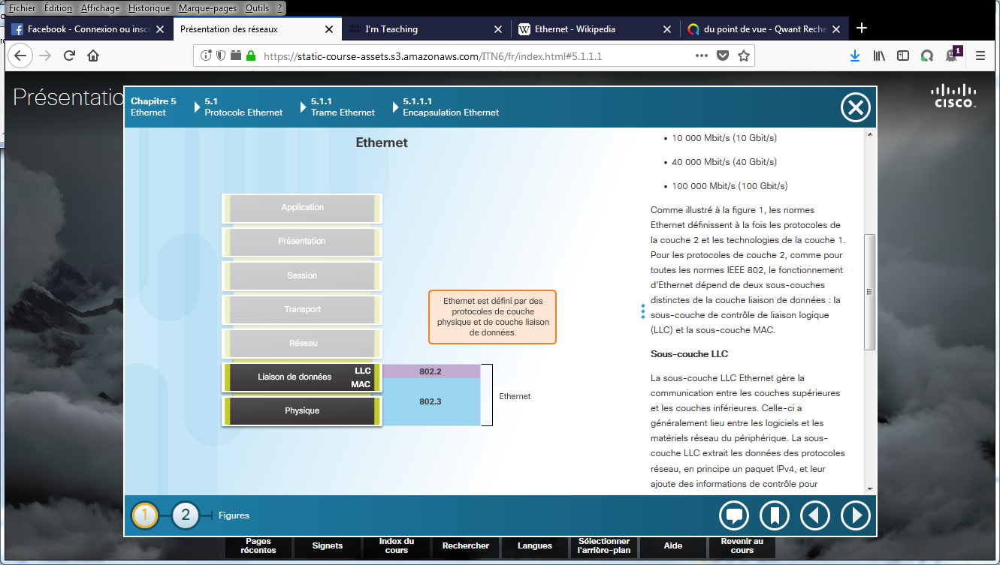 Fichier Édition Affichage Historique Marque-pages Outils ?
Facebook - Connexion ou inscr
Présentation des réseaux
I'm Teaching
Ethernet - Wikipedia
du point de vue - Qwant Reche
https://static-course-assets.s3.amazonaws.com/ITN6/fr/index.html#5.1.1.1
1
Présentatio
CISCO
Chapitre 5
Ethernet
5.1
Protocole Ethernet
5.1.1
Trame Ethernet
5.1.1.1
Encapsulation Ethernet
Ethernet
Application
Présentation
Session
Transport
Réseau
Liaison de données
LLC
MAC
Physique
802.2
802.3
Ethernet
Ethernet est défini par des
protocoles de couche
physique et de couche liaison
de données.
• 10 000 Mbit/s (10 Gbit/s)
• 40 000 Mbit/s (40 Gbit/s)
• 100 000 Mbit/s (100 Gbit/s)
Comme illustré à la figure 1, les normes
Ethernet définissent à la fois les protocoles de
la couche 2 et les technologies de la couche 1.
Pour les protocoles de couche 2, comme pour
toutes les normes IEEE 802, le fonctionnement
d'Ethernet dépend de deux sous-couches
distinctes de la couche liaison de données : la
sous-couche de contrôle de liaison logique
(LLC) et la sous-couche MAC.
Sous-couche LLC
La sous-couche LLC Ethernet gère la
communication entre les couches supérieures
et les couches inférieures. Celle-ci a
généralement lieu entre les logiciels et les
matériels réseau du périphérique. La sous-
couche LLC extrait les données des protocoles
réseau, en principe un paquet IPv4, et leur
ajoute des informations de contrôle pour
1
2
Figures
Pages
récentes
Signets
Index du
cours
Rechercher
Langues
Sélectionner
l'arrière-plan
Aide
Revenir au
cours